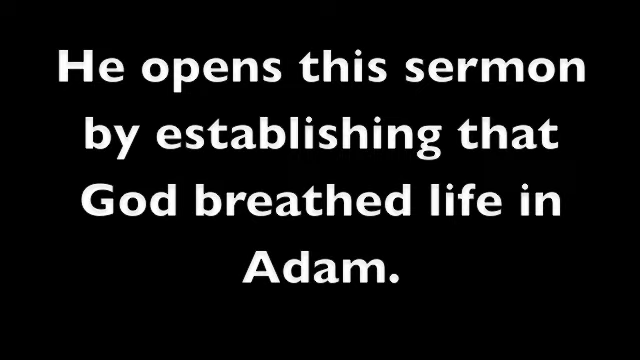 He opens this sermon
by establishing that
God breathed life in
Adam.